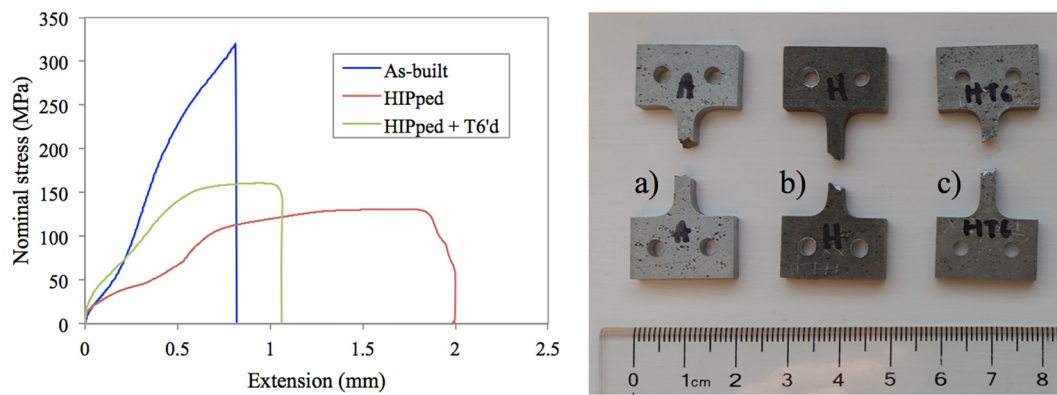 350
300
250
200
150
100
50
0
Nominal stress (MPa)
As-built
HIPped
HIPped + T6'd
0 0.5 1 1.5 2 2.5
Extension (mm)
A H HT6
a) b) c)
A H HT6
HIP
0 1cm 2 3 4 5 6 7 8